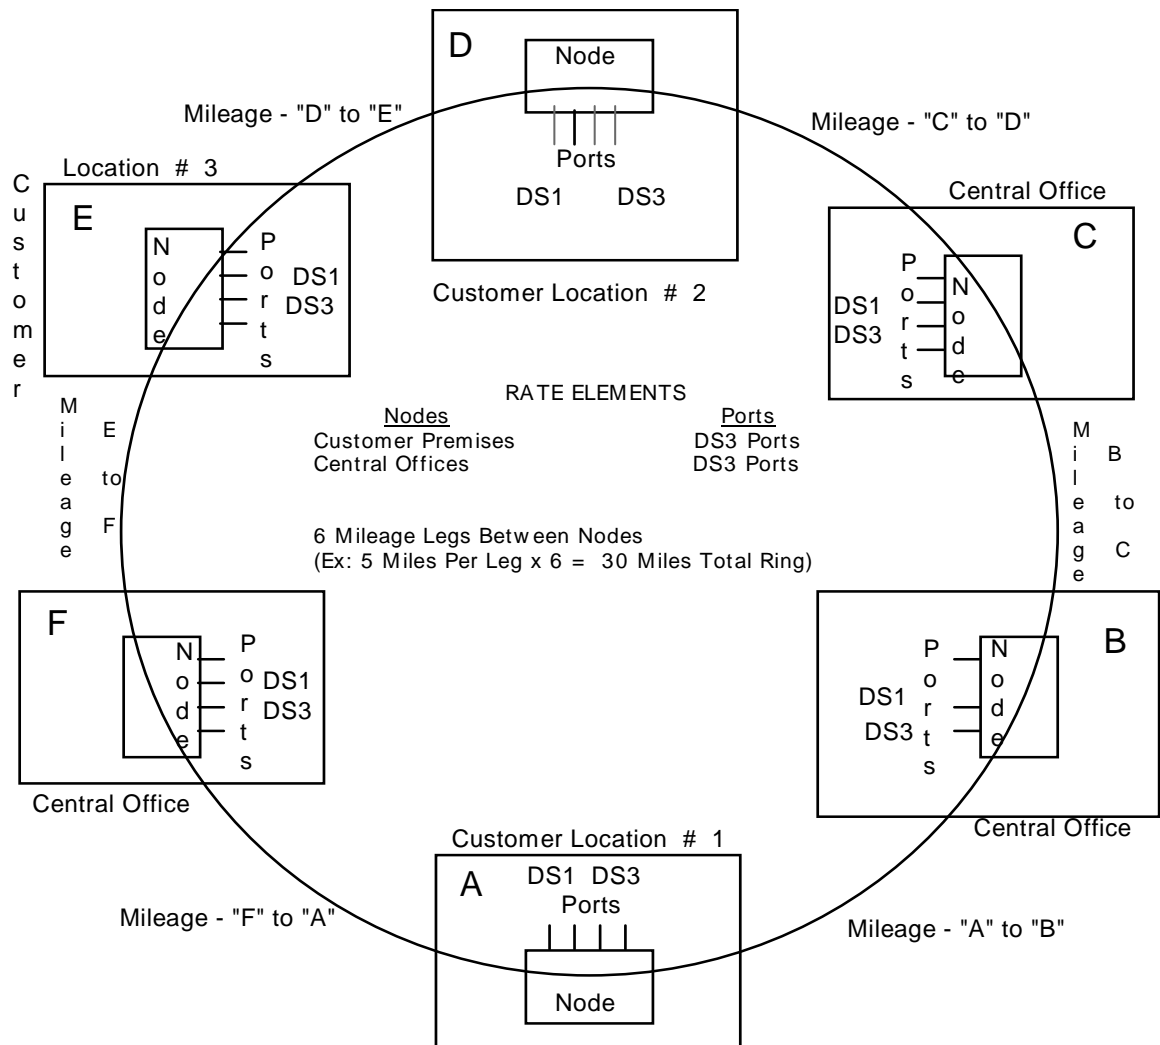 D
Node
Ports
DS1 DS3
Customer Location # 2
Mileage - "D" to "E"
Mileage - "C" to "D"
Customer
Location # 3
E
Node
Ports
DS1
DS3
Central Office
C
Ports
DS1
DS3
Node
RATE ELEMENTS
Nodes Ports
Customer Premises DS3 Ports
Central Offices DS3 Ports
6 Mileage Legs Between Nodes
(Ex: 5 Miles Per Leg x 6 = 30 Miles Total Ring)
Mileage
E to F
Mileage
B to C
F
Node
Ports
DS1
DS3
Central Office
B
Ports
DS1
DS3
Node
Central Office
Customer Location # 1
A
DS1 DS3
Ports
Node
Mileage - "F" to "A"
Mileage - "A" to "B"